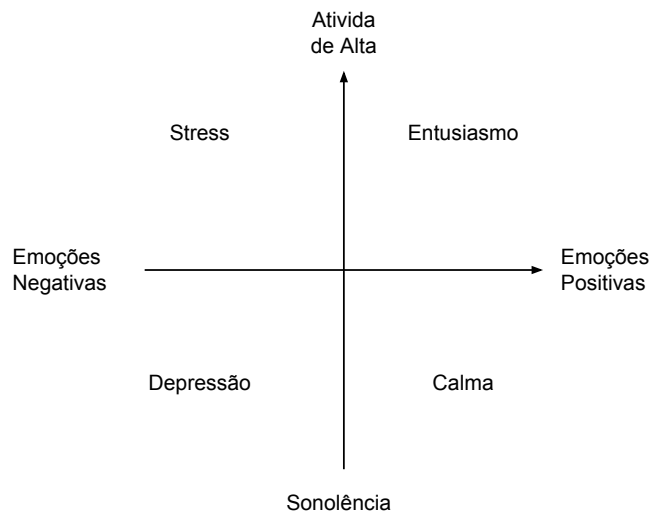 Ativida
de Alta
Stress
Entusiasmo
Emoções
Negativas
Emoções
Positivas
Depressão
Calma
Sonolência